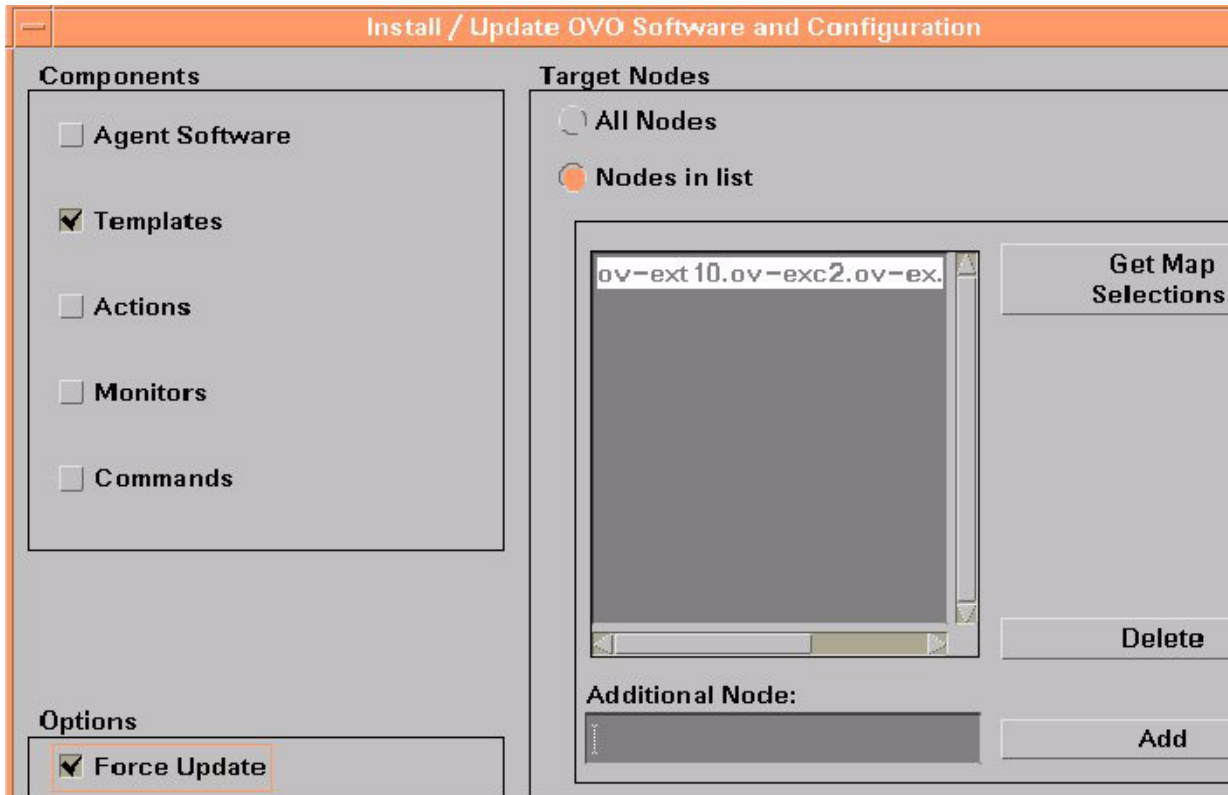 Install / Update OVO Software and Configuration
Components
Agent Software
Templates
Actions
Monitors
Commands
Options
Force Update
Target Nodes
All Nodes
Nodes in list
ov-ext10.ov-exc2.ov-ex.
Get Map
Selections
Delete
Additional Node:
Add